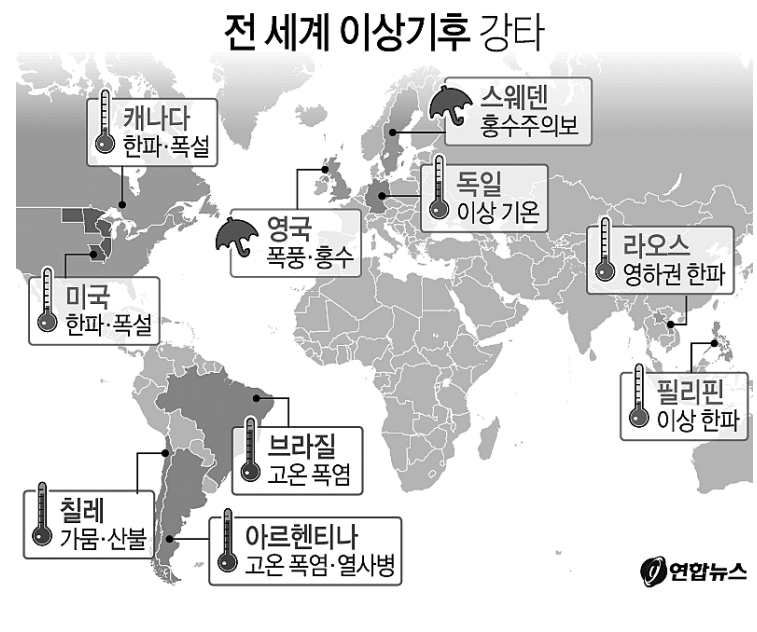 전 세계 이상기후 강타
캐나다
한파·폭설
스웨덴
홍수주의보
독일
이상 기온
영국
폭풍·홍수
라오스
영하권 한파
미국
한파·폭설
필리핀
이상 한파
브라질
고온 폭염
칠레
가뭄·산불
아르헨티나
고온 폭염·열사병
연합뉴스